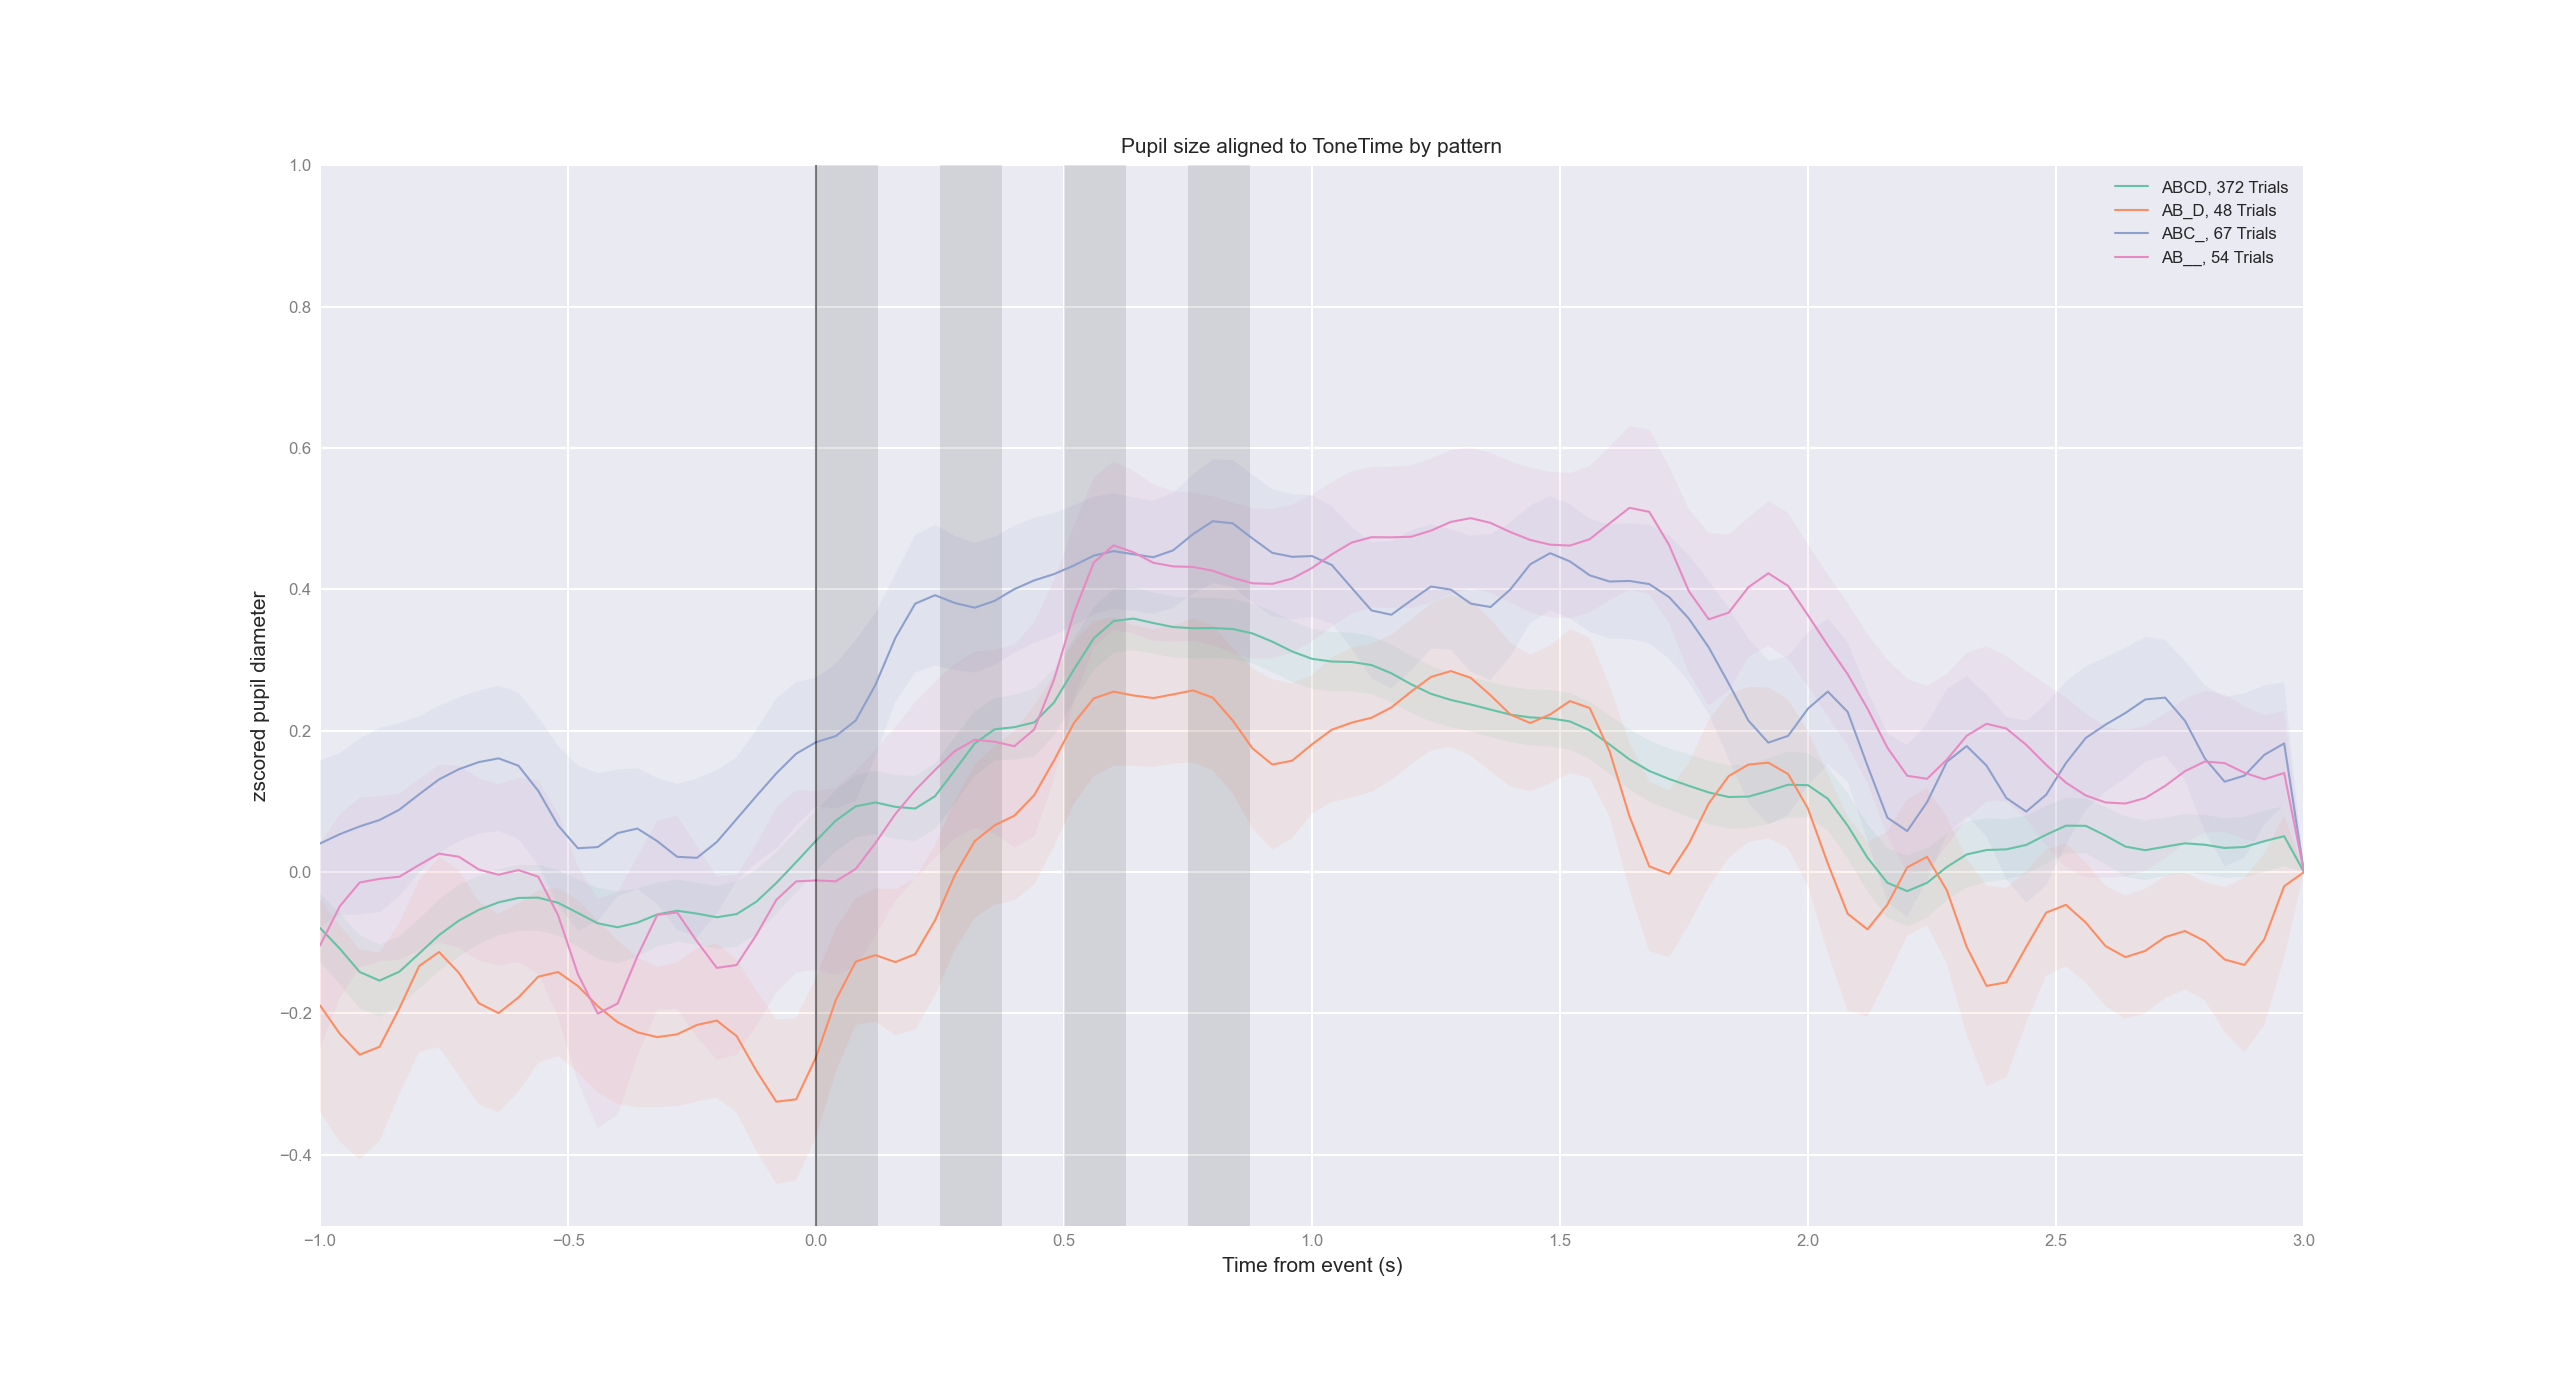 Pupil size aligned to ToneTime by pattern
1.0
0.8
0.6
0.4
0.2
0.0
−0.2
−0.4
zscored pupil diameter
ABCD, 372 Trials
AB_D, 48 Trials
ABC_, 67 Trials
AB__, 54 Trials
−1.0 −0.5 0.0 0.5 1.0 1.5 2.0 2.5 3.0
Time from event (s)